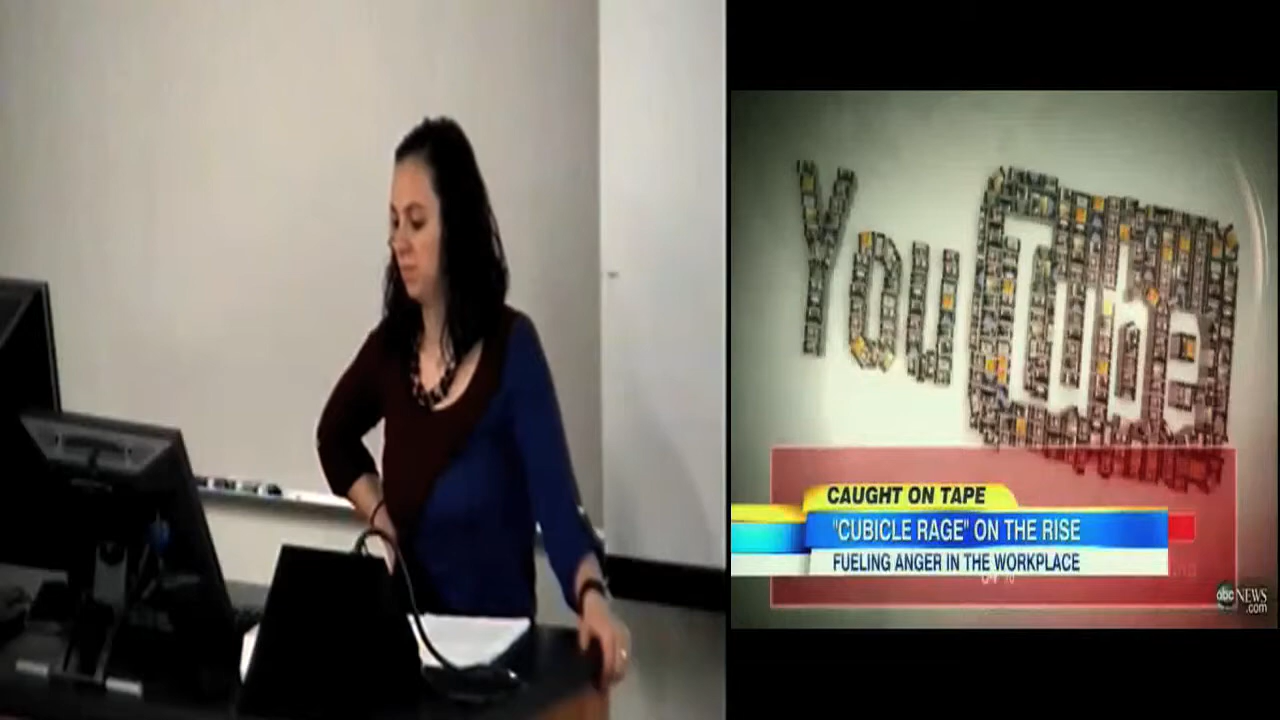 YouTube
CAUGHT ON TAPE
"CUBICLE RAGE" ON THE RISE
FUELING ANGER IN THE WORKPLACE
abc NEWS
.com